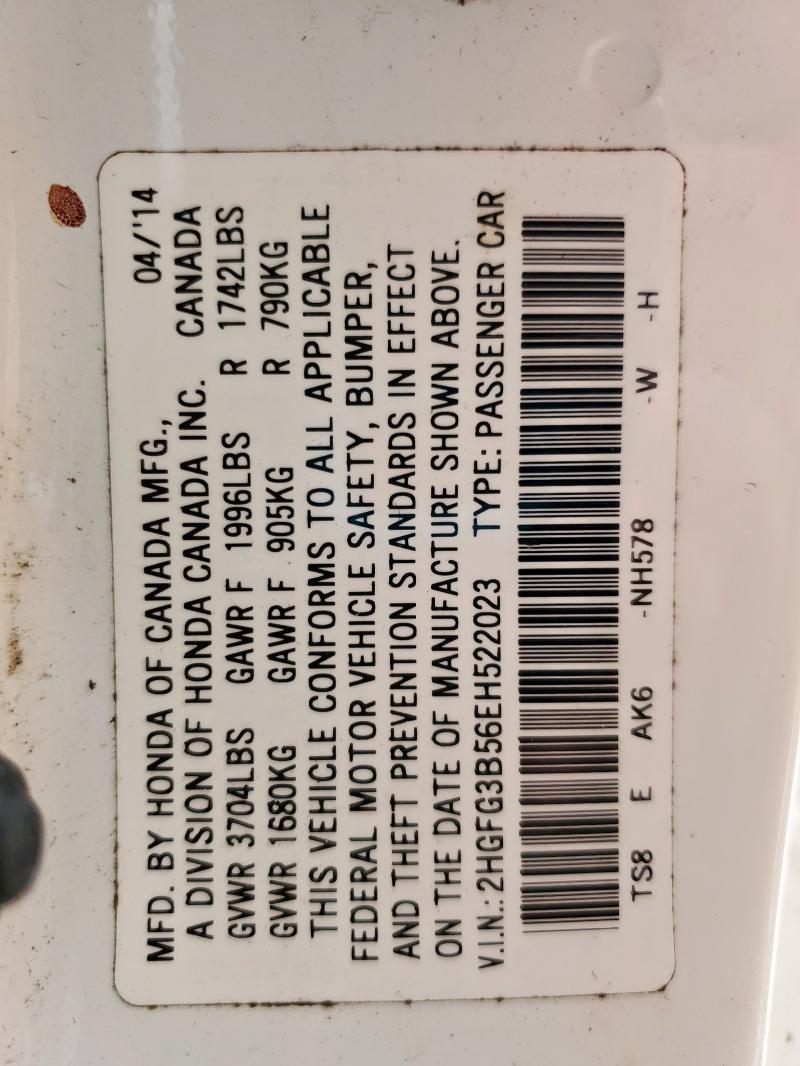 MFD. BY HONDA OF CANADA MFG., 04/'14
A DIVISION OF HONDA CANADA INC. CANADA
GVWR 3704LBS GAWR F 1996LBS R 1742LBS
GVWR 1680KG GAWR F 905KG R 790KG
THIS VEHICLE CONFORMS TO ALL APPLICABLE
FEDERAL MOTOR VEHICLE SAFETY, BUMPER,
AND THEFT PREVENTION STANDARDS IN EFFECT
ON THE DATE OF MANUFACTURE SHOWN ABOVE.
V.I.N.: 2HGFG3B56EH522023 TYPE: PASSENGER CAR
TS8 E AK6 -NH578 -W -H